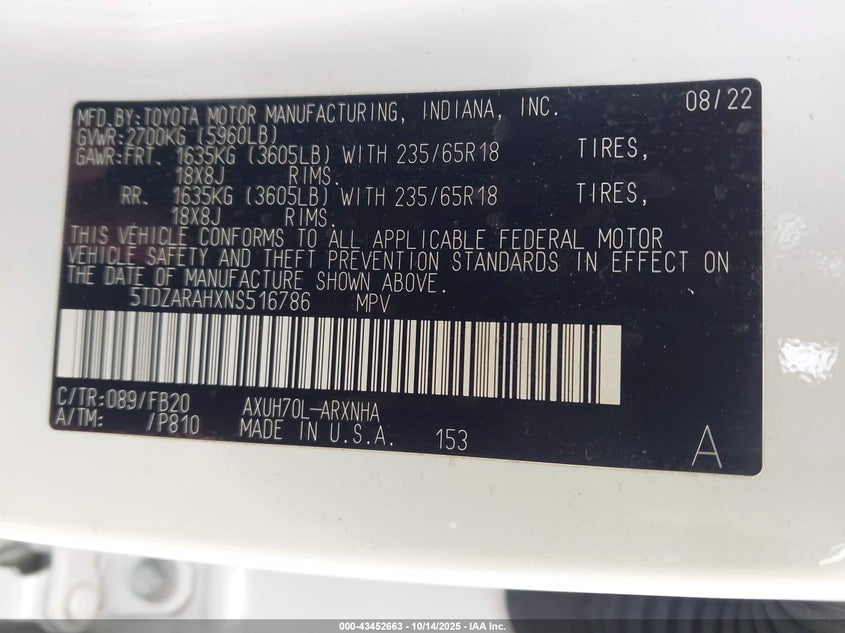 MFD.BY:TOYOTA MOTOR MANUFACTURING, INDIANA, INC. 08/22
GVWR:2700KG (5960LB)
GAWR:FRT. 1635KG (3605LB) WITH 235/65R18 TIRES,
18X8J RIMS.
RR. 1635KG (3605LB) WITH 235/65R18 TIRES,
18X8J RIMS.
THIS VEHICLE CONFORMS TO ALL APPLICABLE FEDERAL MOTOR
VEHICLE SAFETY AND THEFT PREVENTION STANDARDS IN EFFECT ON
THE DATE OF MANUFACTURE SHOWN ABOVE.
5TDZARAHXNS516786 MPV
C/TR:089/FB20 AXUH70L-ARXNHA
A/TM: /P810 MADE IN U.S.A. 153 A
000-43452663 - 10/14/2025 - IAA Inc.